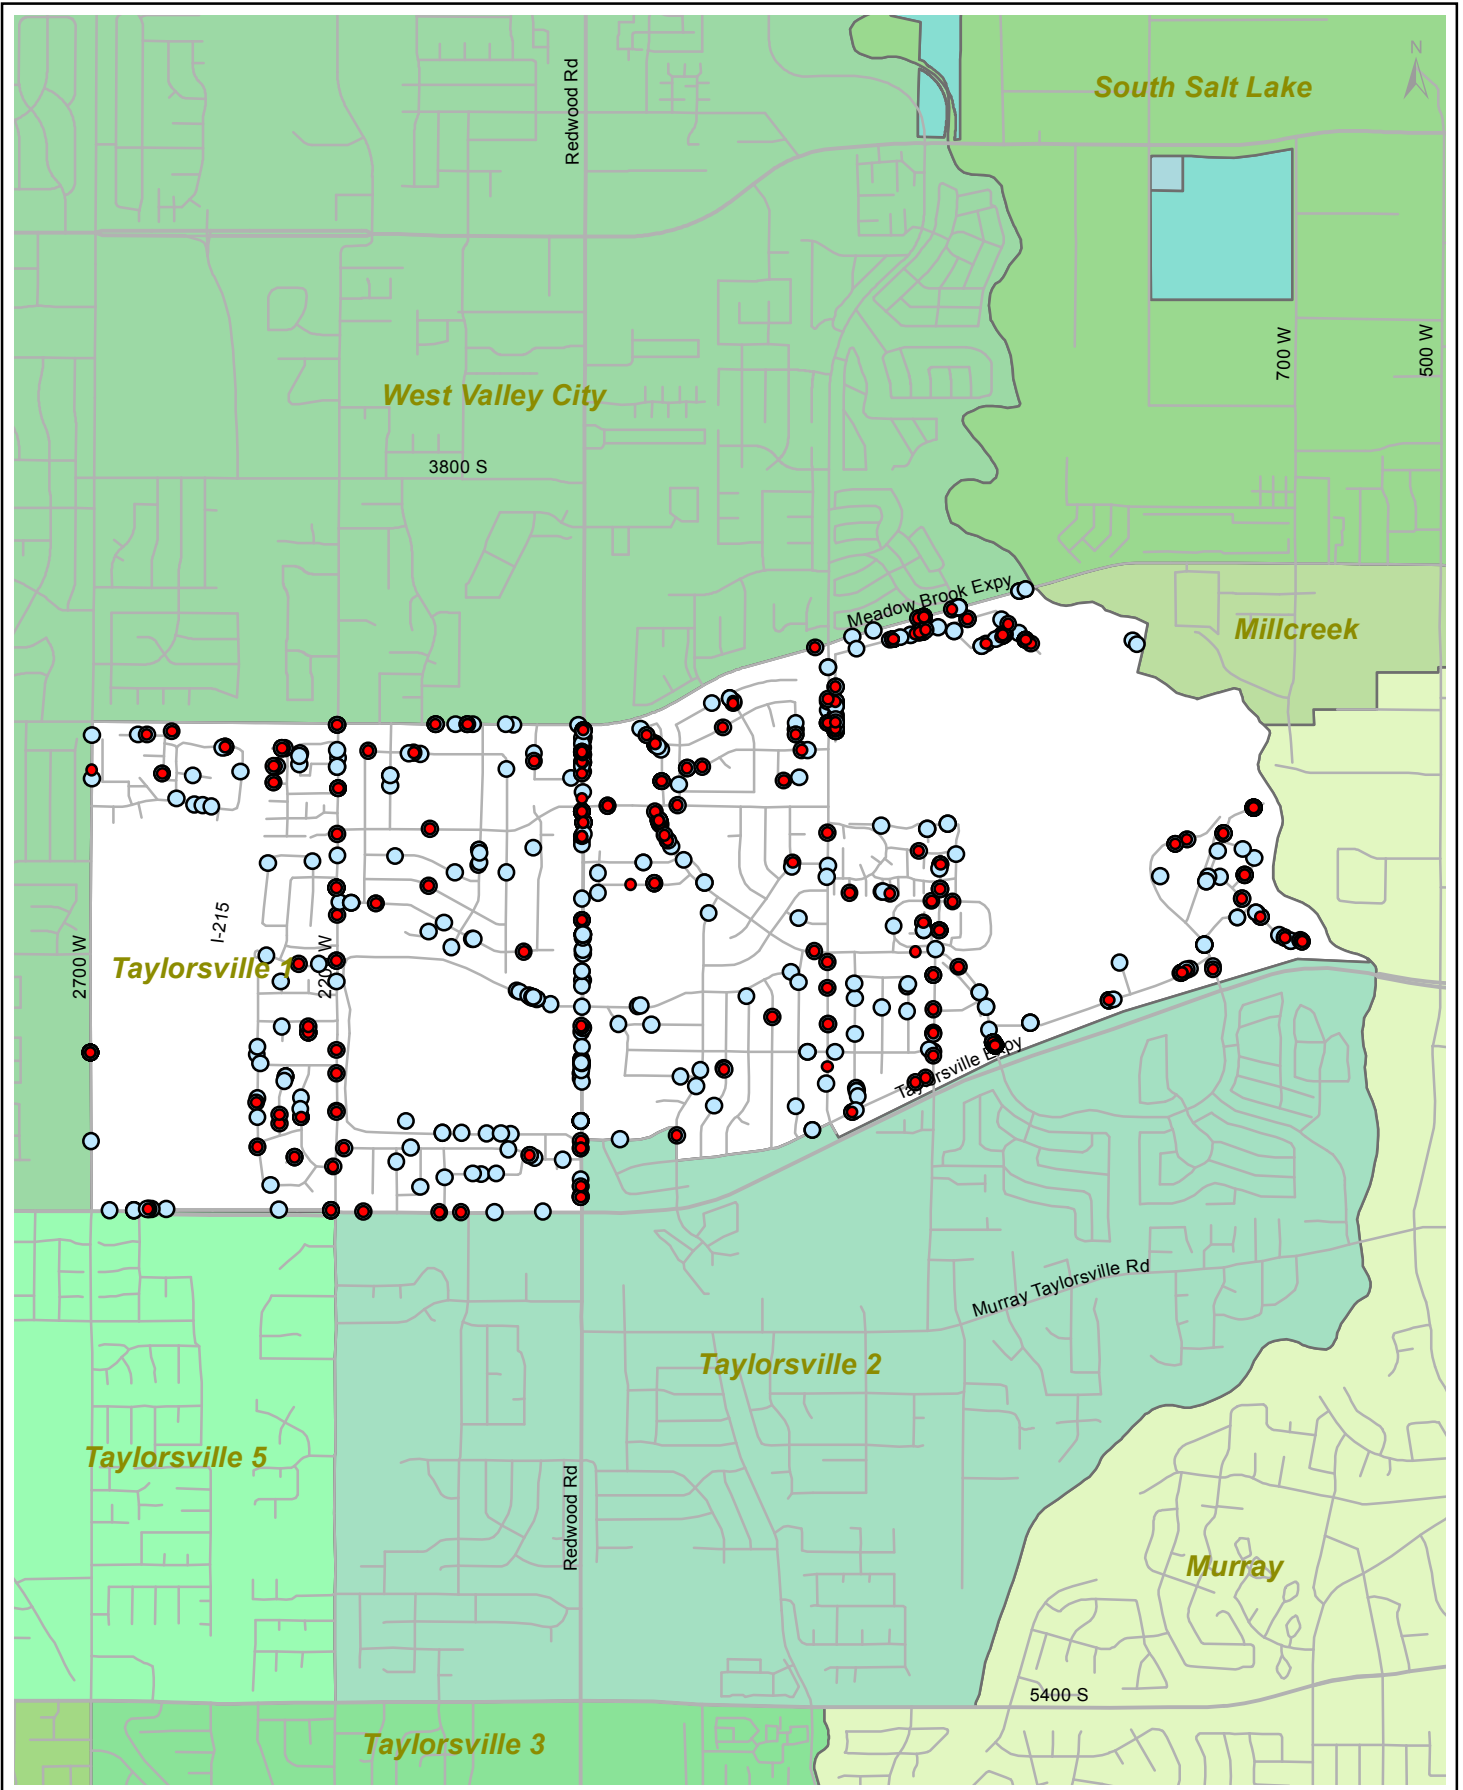 Redwood Rd
South Salt Lake
N
700 W
500 W
West Valley City
3800 S
Meadow Brook Expy
Millcreek
I-215
2700 W
Taylorsville 1
Taylorsville Expy
Murray Taylorsville Rd
Taylorsville 2
Taylorsville 5
Redwood Rd
Murray
5400 S
Taylorsville 3